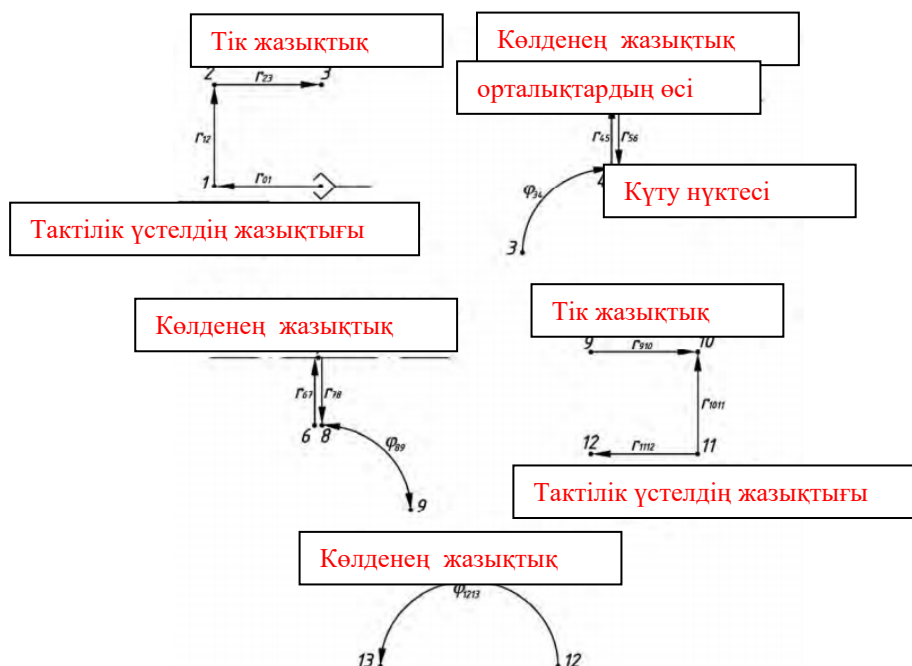 Тік жазықтық
2 r23 3
r12
1 r01
Тактілік үстелдің жазықтығы
Көлденең жазықтық
орталықтардың өсі
r45 r56
φ34 4
Күту нүктесі
3
Көлденең жазықтық
r67 r78
6 8
φ89
9
Тік жазықтық
9 r910 10
r1011
12 r1112 11
Тактілік үстелдің жазықтығы
Көлденең жазықтық
φ1213
13 12